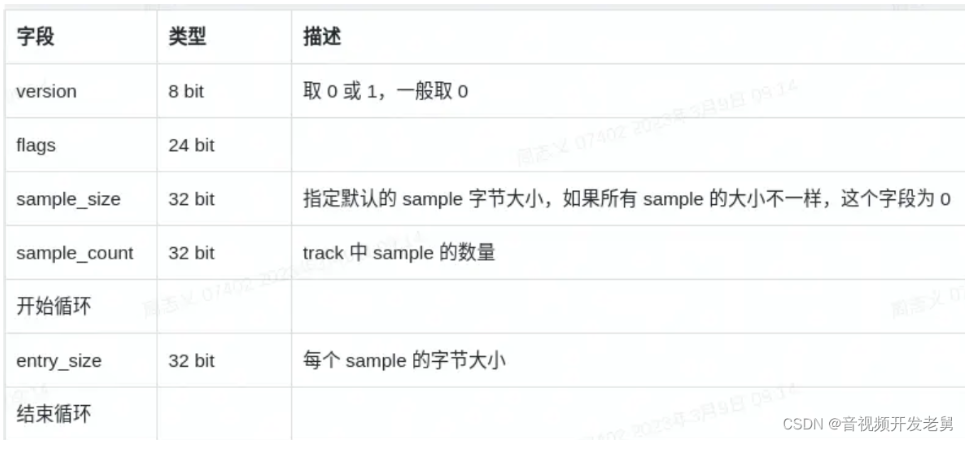 字段 类型 描述
version 8 bit 取 0 或 1，一般取 0
flags 24 bit
sample_size 32 bit 指定默认的 sample 字节大小，如果所有 sample 的大小不一样，这个字段为 0
sample_count 32 bit track 中 sample 的数量
开始循环
entry_size 32 bit 每个 sample 的字节大小
结束循环
CSDN @音视频开发老舅